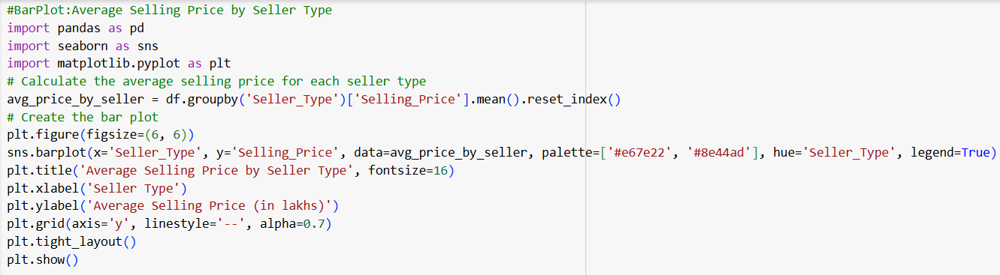 #BarPlot:Average Selling Price by Seller Type
import pandas as pd
import seaborn as sns
import matplotlib.pyplot as plt
# Calculate the average selling price for each seller type
avg_price_by_seller = df.groupby('Seller_Type')['Selling_Price'].mean().reset_index()
# Create the bar plot
plt.figure(figsize=(6, 6))
sns.barplot(x='Seller_Type', y='Selling_Price', data=avg_price_by_seller, palette=['#e67e22', '#8e44ad'], hue='Seller_Type', legend=True)
plt.title('Average Selling Price by Seller Type', fontsize=16)
plt.xlabel('Seller Type')
plt.ylabel('Average Selling Price (in lakhs)')
plt.grid(axis='y', linestyle='--', alpha=0.7)
plt.tight_layout()
plt.show()